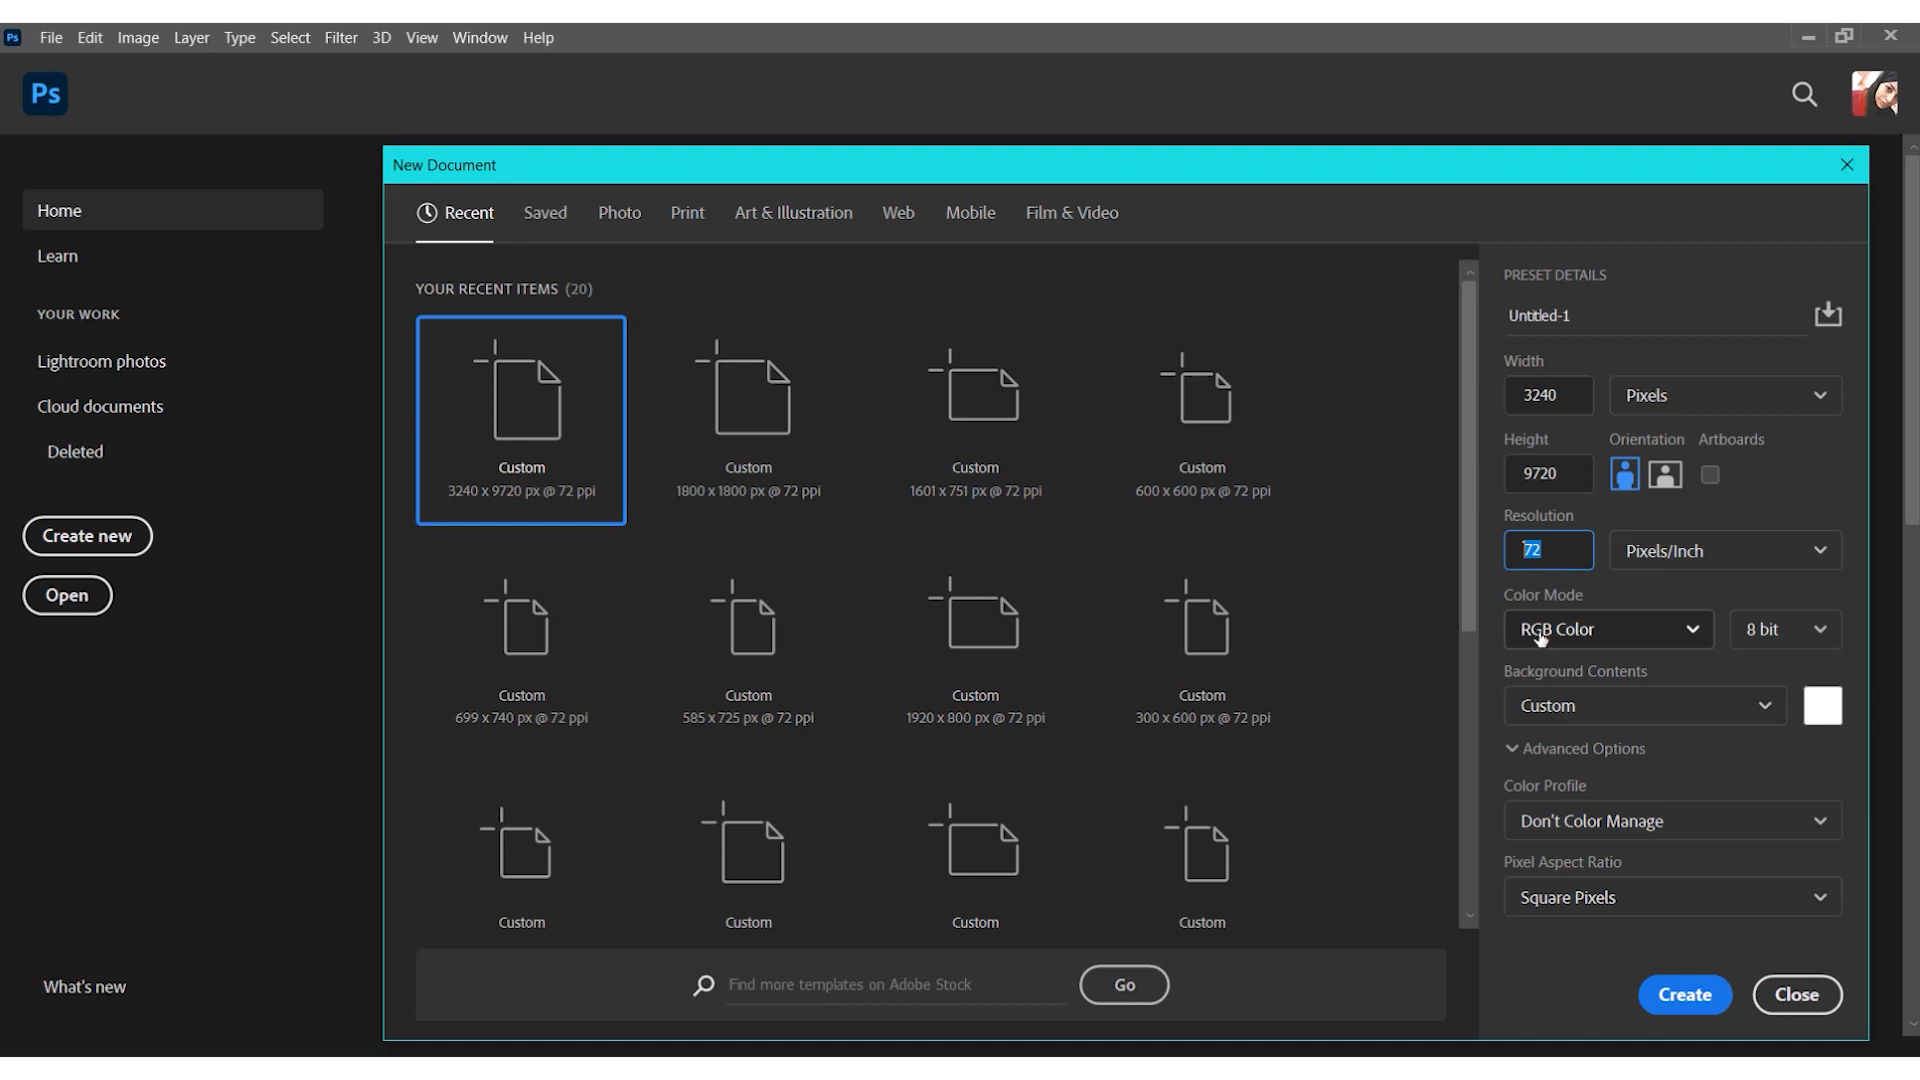 Ps File Edit Image Layer Type Select Filter 3D View Window Help
Ps
Home
Learn
YOUR WORK
Lightroom photos
Cloud documents
Deleted
Create new
Open
What's new
New Document
Recent Saved Photo Print Art & Illustration Web Mobile Film & Video
YOUR RECENT ITEMS (20)
Custom Custom Custom Custom
3240 x 9720 px @ 72 ppi 1800 x 1800 px @ 72 ppi 1601 x 751 px @ 72 ppi 600 x 600 px @ 72 ppi
Custom Custom Custom Custom
699 x 740 px @ 72 ppi 585 x 725 px @ 72 ppi 1920 x 800 px @ 72 ppi 300 x 600 px @ 72 ppi
Custom Custom Custom Custom
Find more templates on Adobe Stock Go
PRESET DETAILS
Untitled-1
Width
3240 Pixels
Height Orientation Artboards
9720
Resolution
72 Pixels/Inch
Color Mode
RGB Color 8 bit
Background Contents
Custom
Advanced Options
Color Profile
Don't Color Manage
Pixel Aspect Ratio
Square Pixels
Create Close